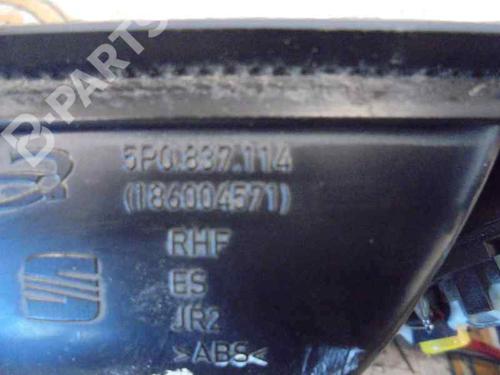 B-PARTS
5P0.837.114
(186004571)
RHF
ES
JR2
>ABS<